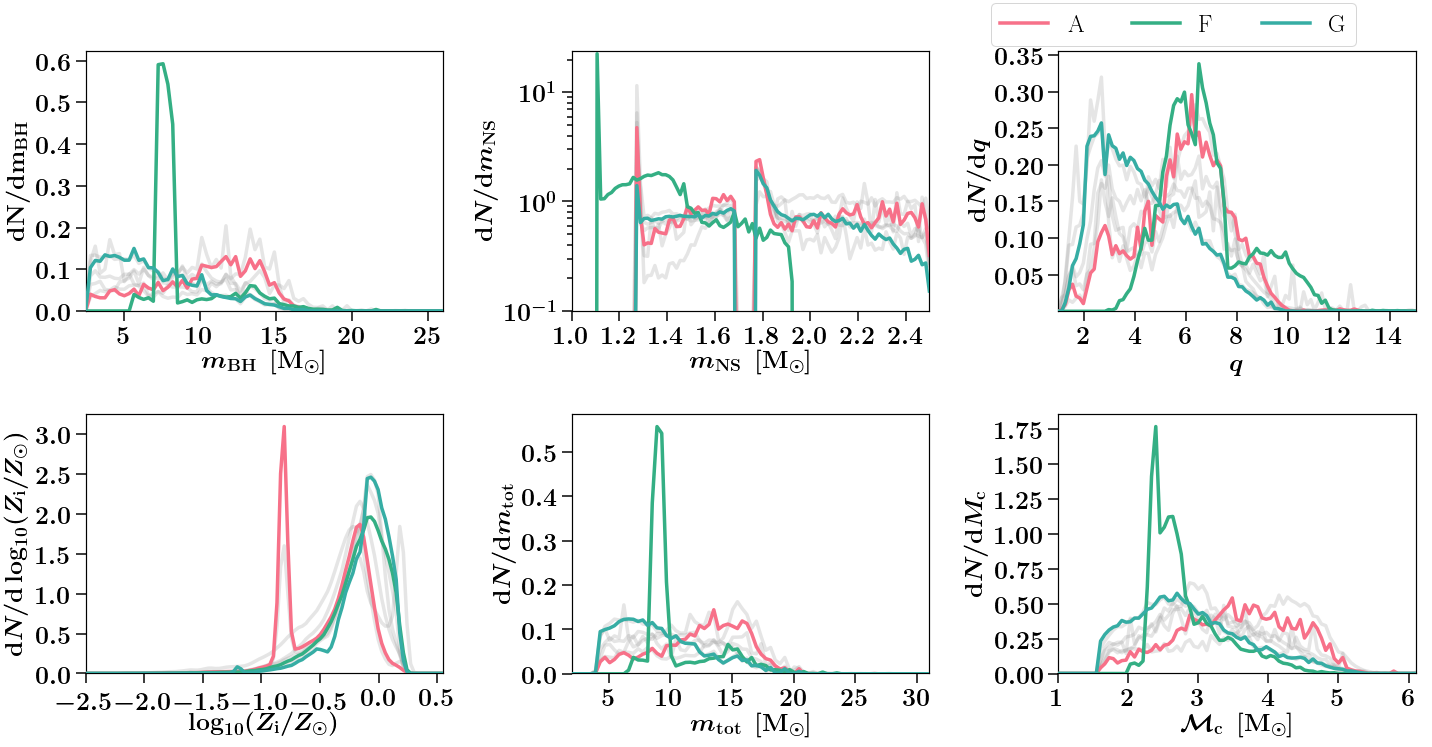 A F G
0.6
0.5
0.4
0.3
0.2
0.1
0.0
dN/dm_BH
5 10 15 20 25
m_BH [M_⊙]
10^1
10^0
10^−1
dN/dm_NS
1.0 1.2 1.4 1.6 1.8 2.0 2.2 2.4
m_NS [M_⊙]
0.35
0.30
0.25
0.20
0.15
0.10
0.05
dN/dq
2 4 6 8 10 12 14
q
3.0
2.5
2.0
1.5
1.0
0.5
0.0
dN/d log_10(Z_i/Z_⊙)
−2.5 −2.0 −1.5 −1.0 −0.5 0.0 0.5
log_10(Z_i/Z_⊙)
0.5
0.4
0.3
0.2
0.1
0.0
dN/dm_tot
5 10 15 20 25 30
m_tot [M_⊙]
1.75
1.50
1.25
1.00
0.75
0.50
0.25
0.00
dN/dM_c
1 2 3 4 5 6
ℳ_c [M_⊙]